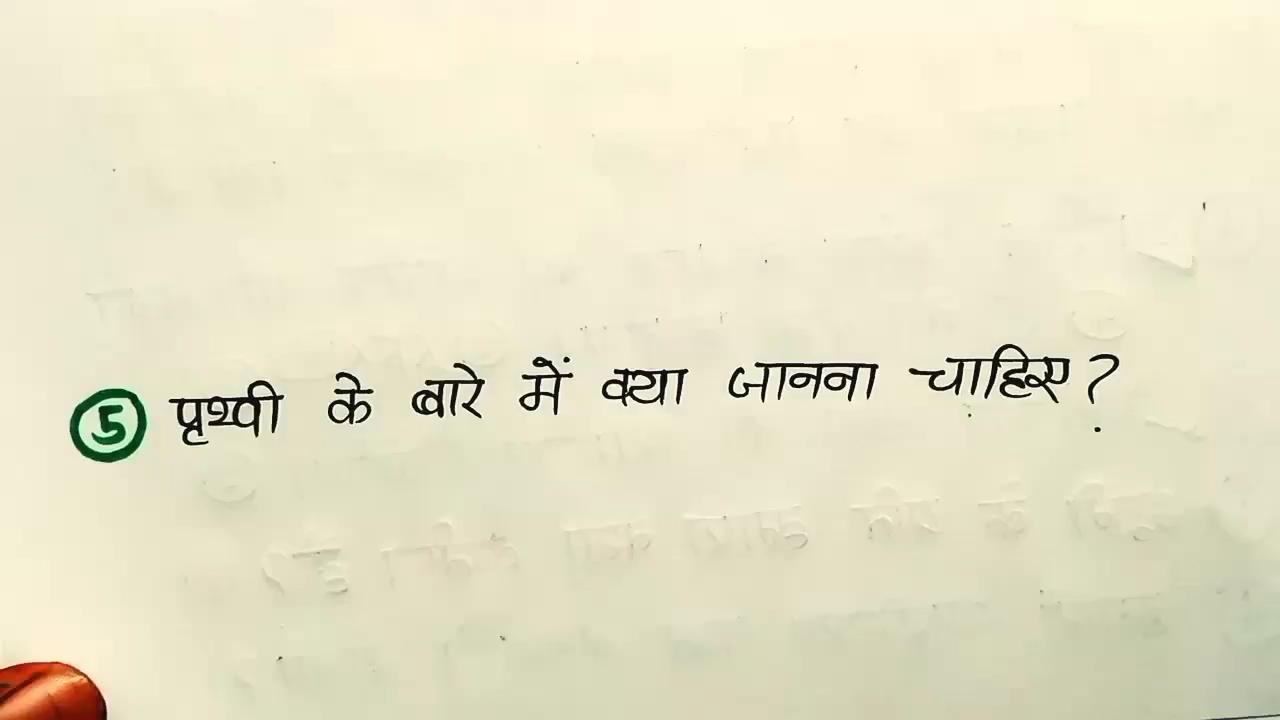 5 पृथ्वी के बारे में क्या जानना चाहिए?